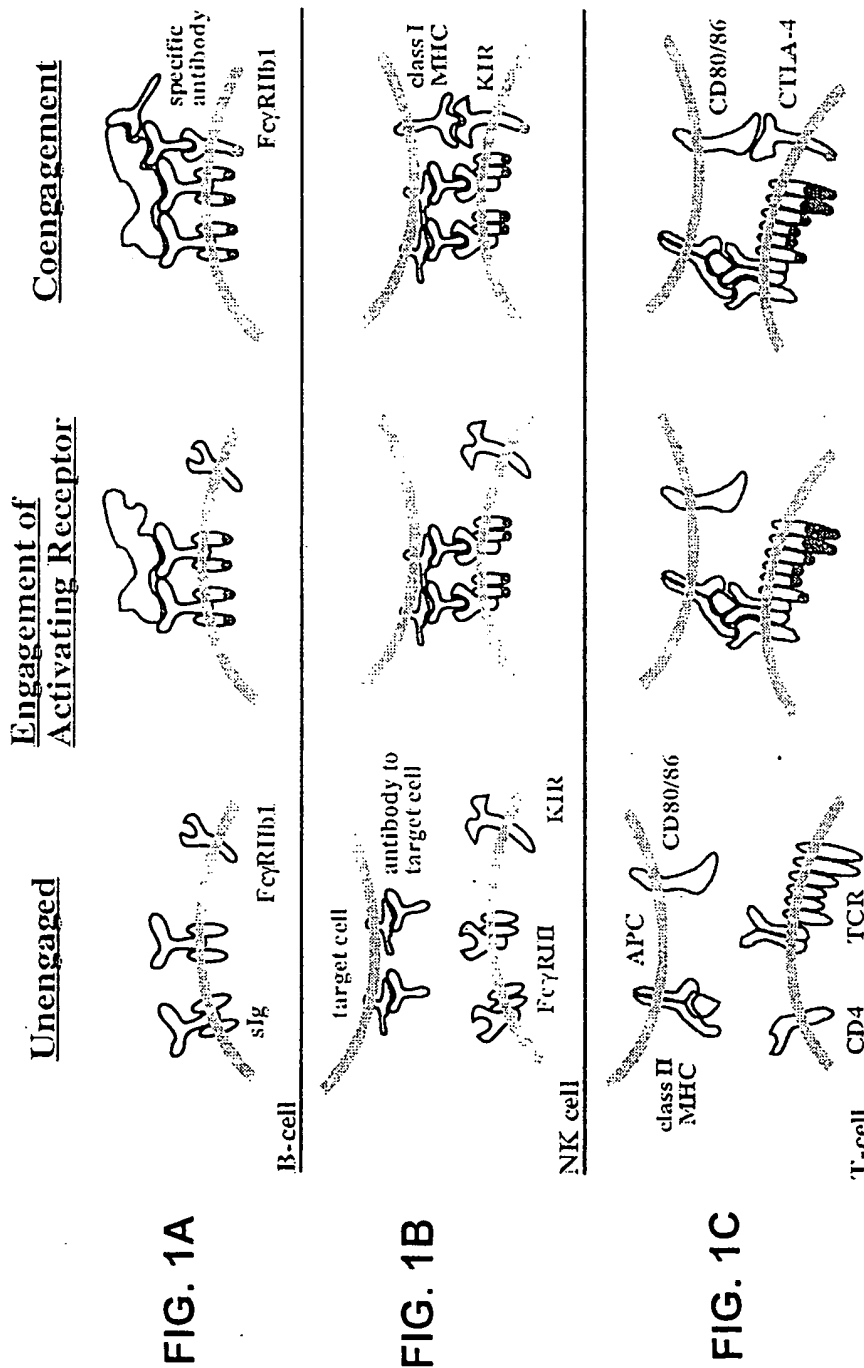 Unengaged
Engagement of
Activating Receptor
Coengagement
FIG. 1A
sIg
FcγRIIb1
B-cell
specific
antibody
FcγRIIb1
FIG. 1B
target cell
antibody to
target cell
FcγRIII
KIR
NK cell
class I
MHC
KIR
FIG. 1C
class II
MHC
APC
CD80/86
CD4
TCR
T-cell
CD80/86
CTLA-4